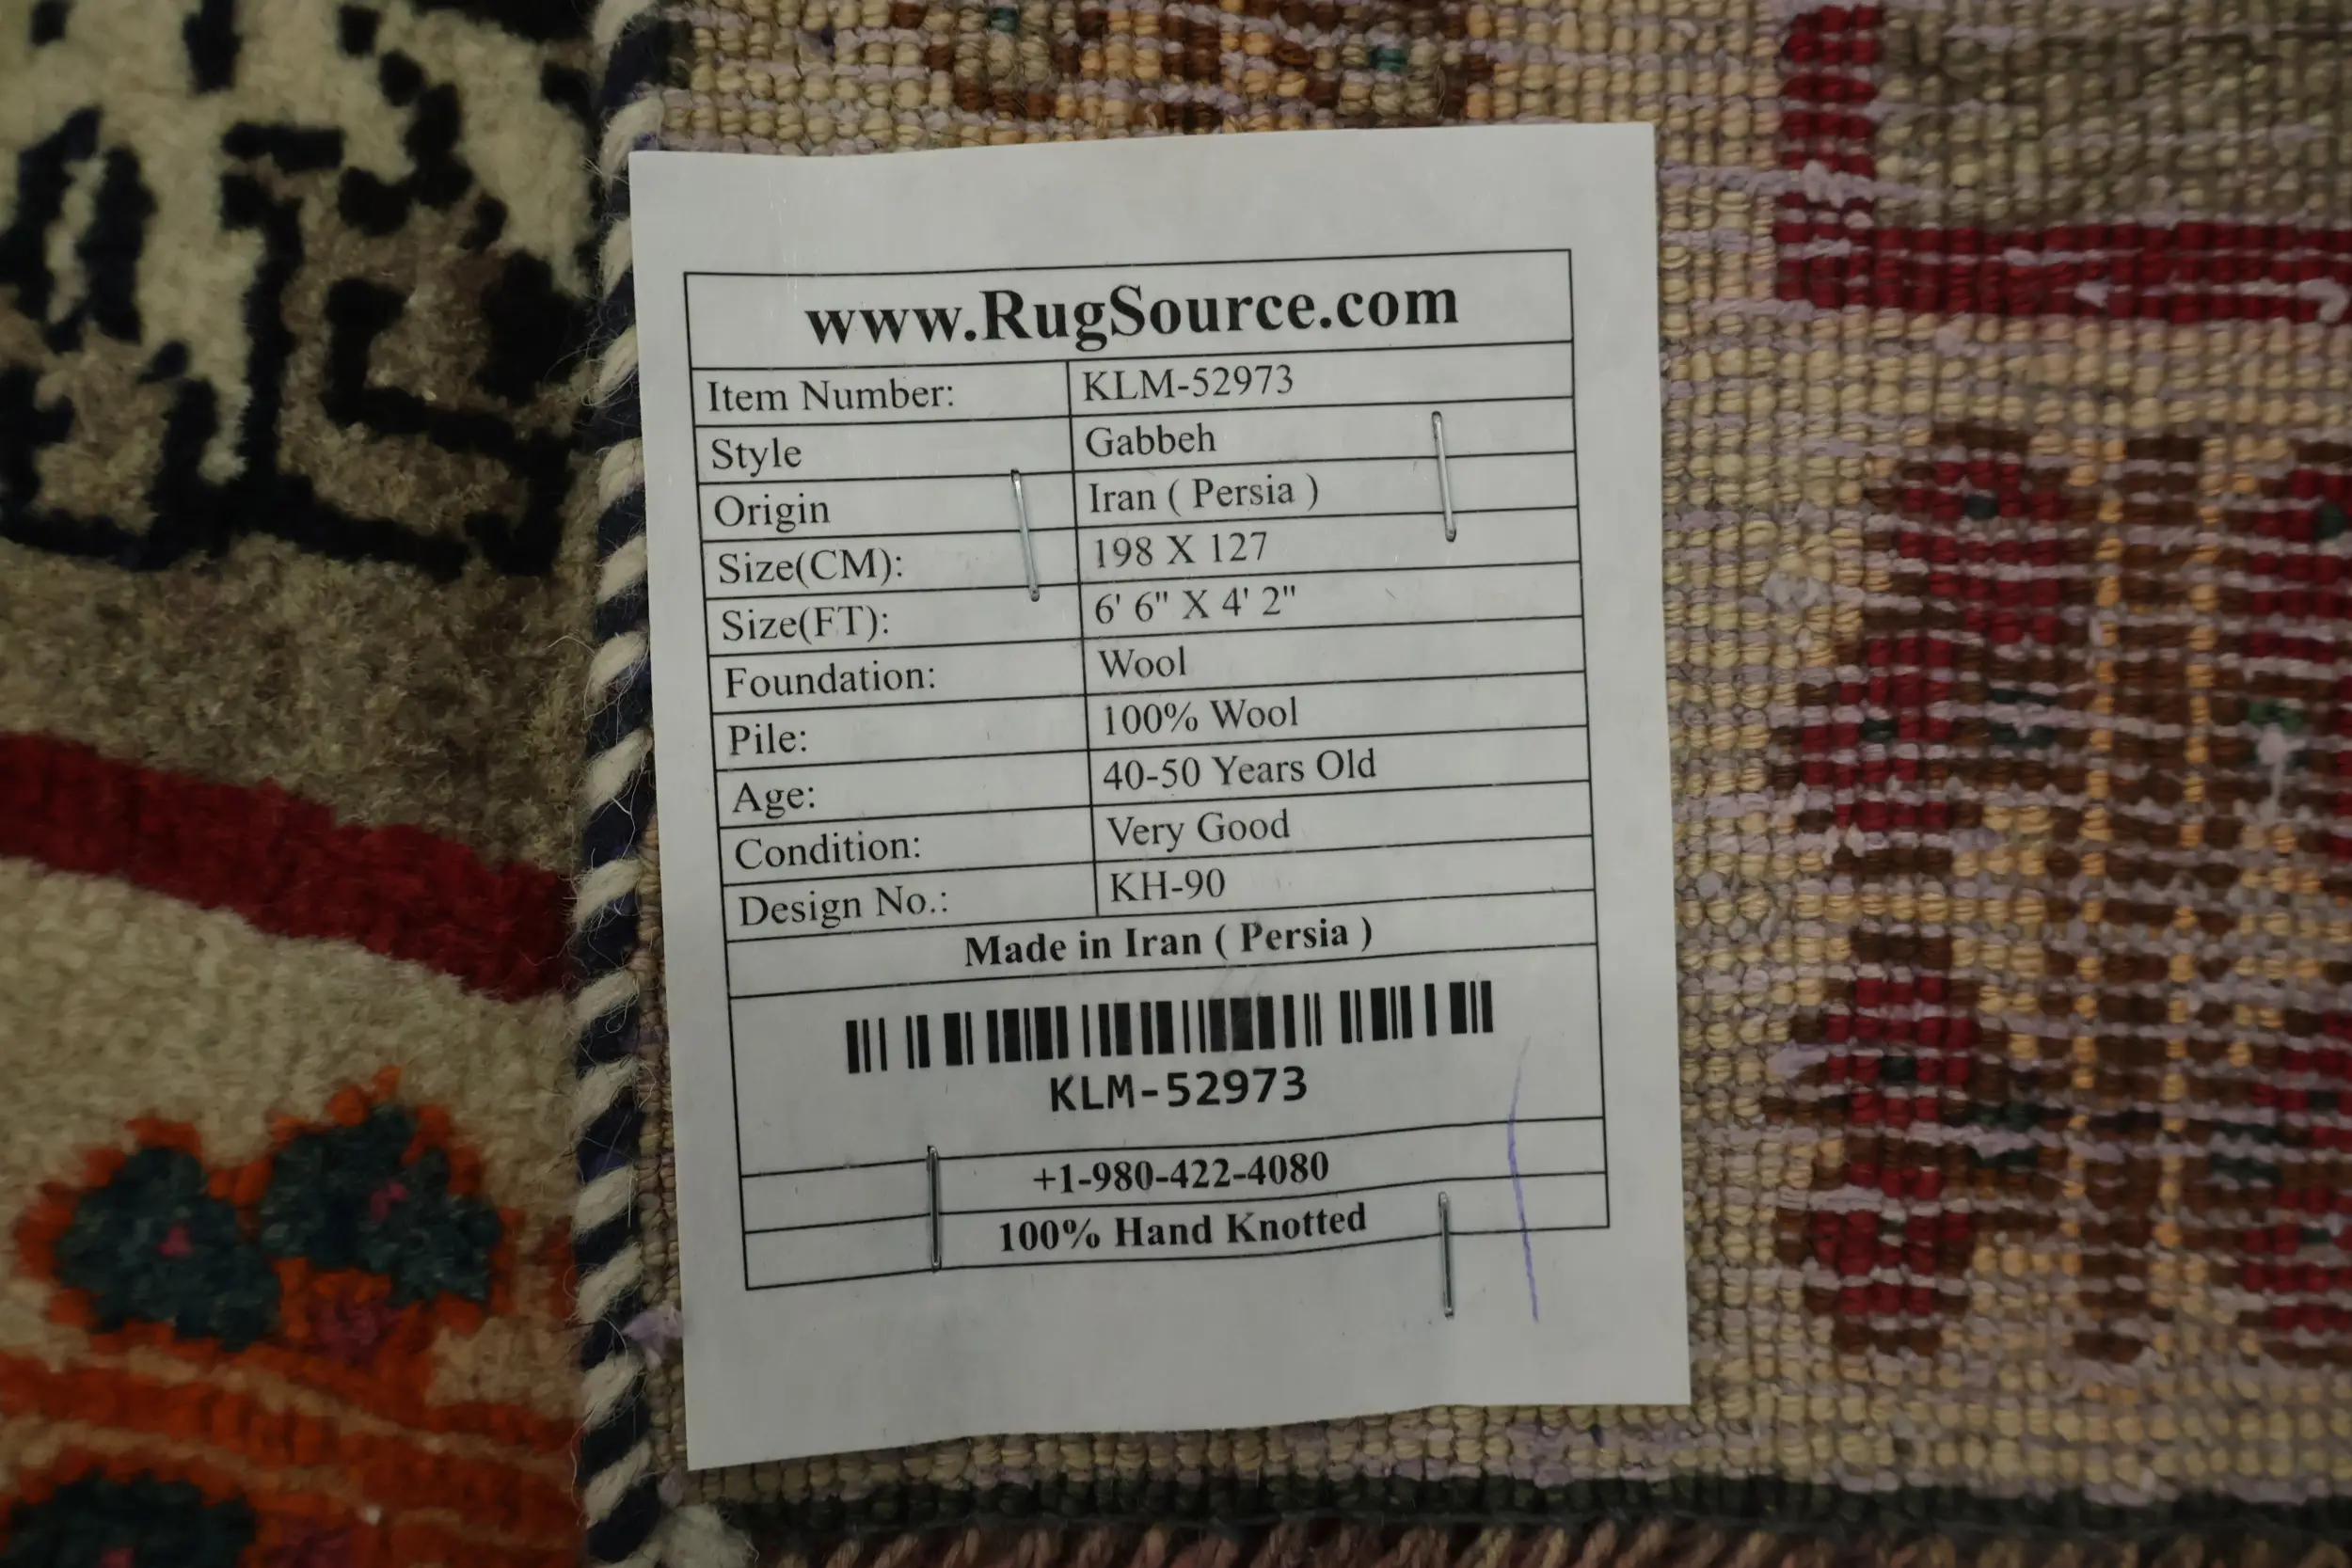 www.RugSource.com
Item Number: KLM-52973
Style Gabbeh
Origin Iran ( Persia )
Size(CM): 198 X 127
Size(FT): 6' 6" X 4' 2"
Foundation: Wool
Pile: 100% Wool
Age: 40-50 Years Old
Condition: Very Good
Design No.: KH-90
Made in Iran ( Persia )
KLM-52973
+1-980-422-4080
100% Hand Knotted